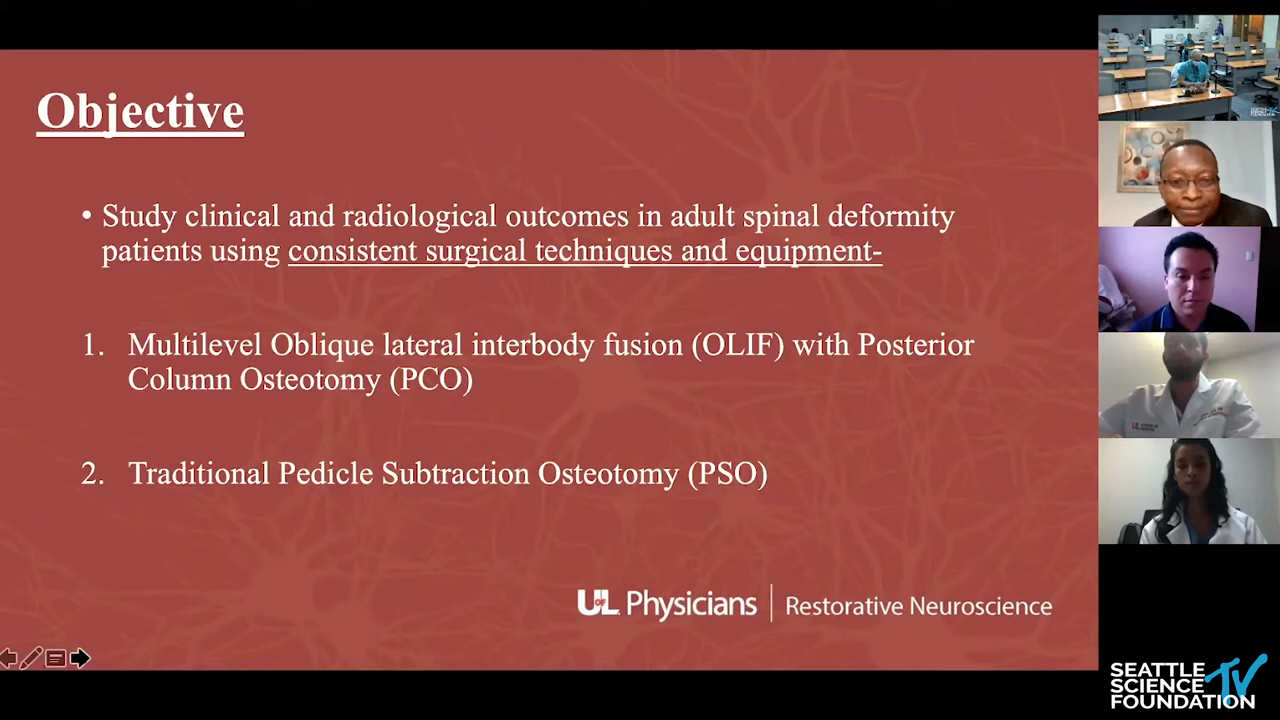 Objective
• Study clinical and radiological outcomes in adult spinal deformity
patients using consistent surgical techniques and equipment-
1. Multilevel Oblique lateral interbody fusion (OLIF) with Posterior
Column Osteotomy (PCO)
2. Traditional Pedicle Subtraction Osteotomy (PSO)
UofL Physicians | Restorative Neuroscience
SEATTLE
SCIENCE
FOUNDATION
TV